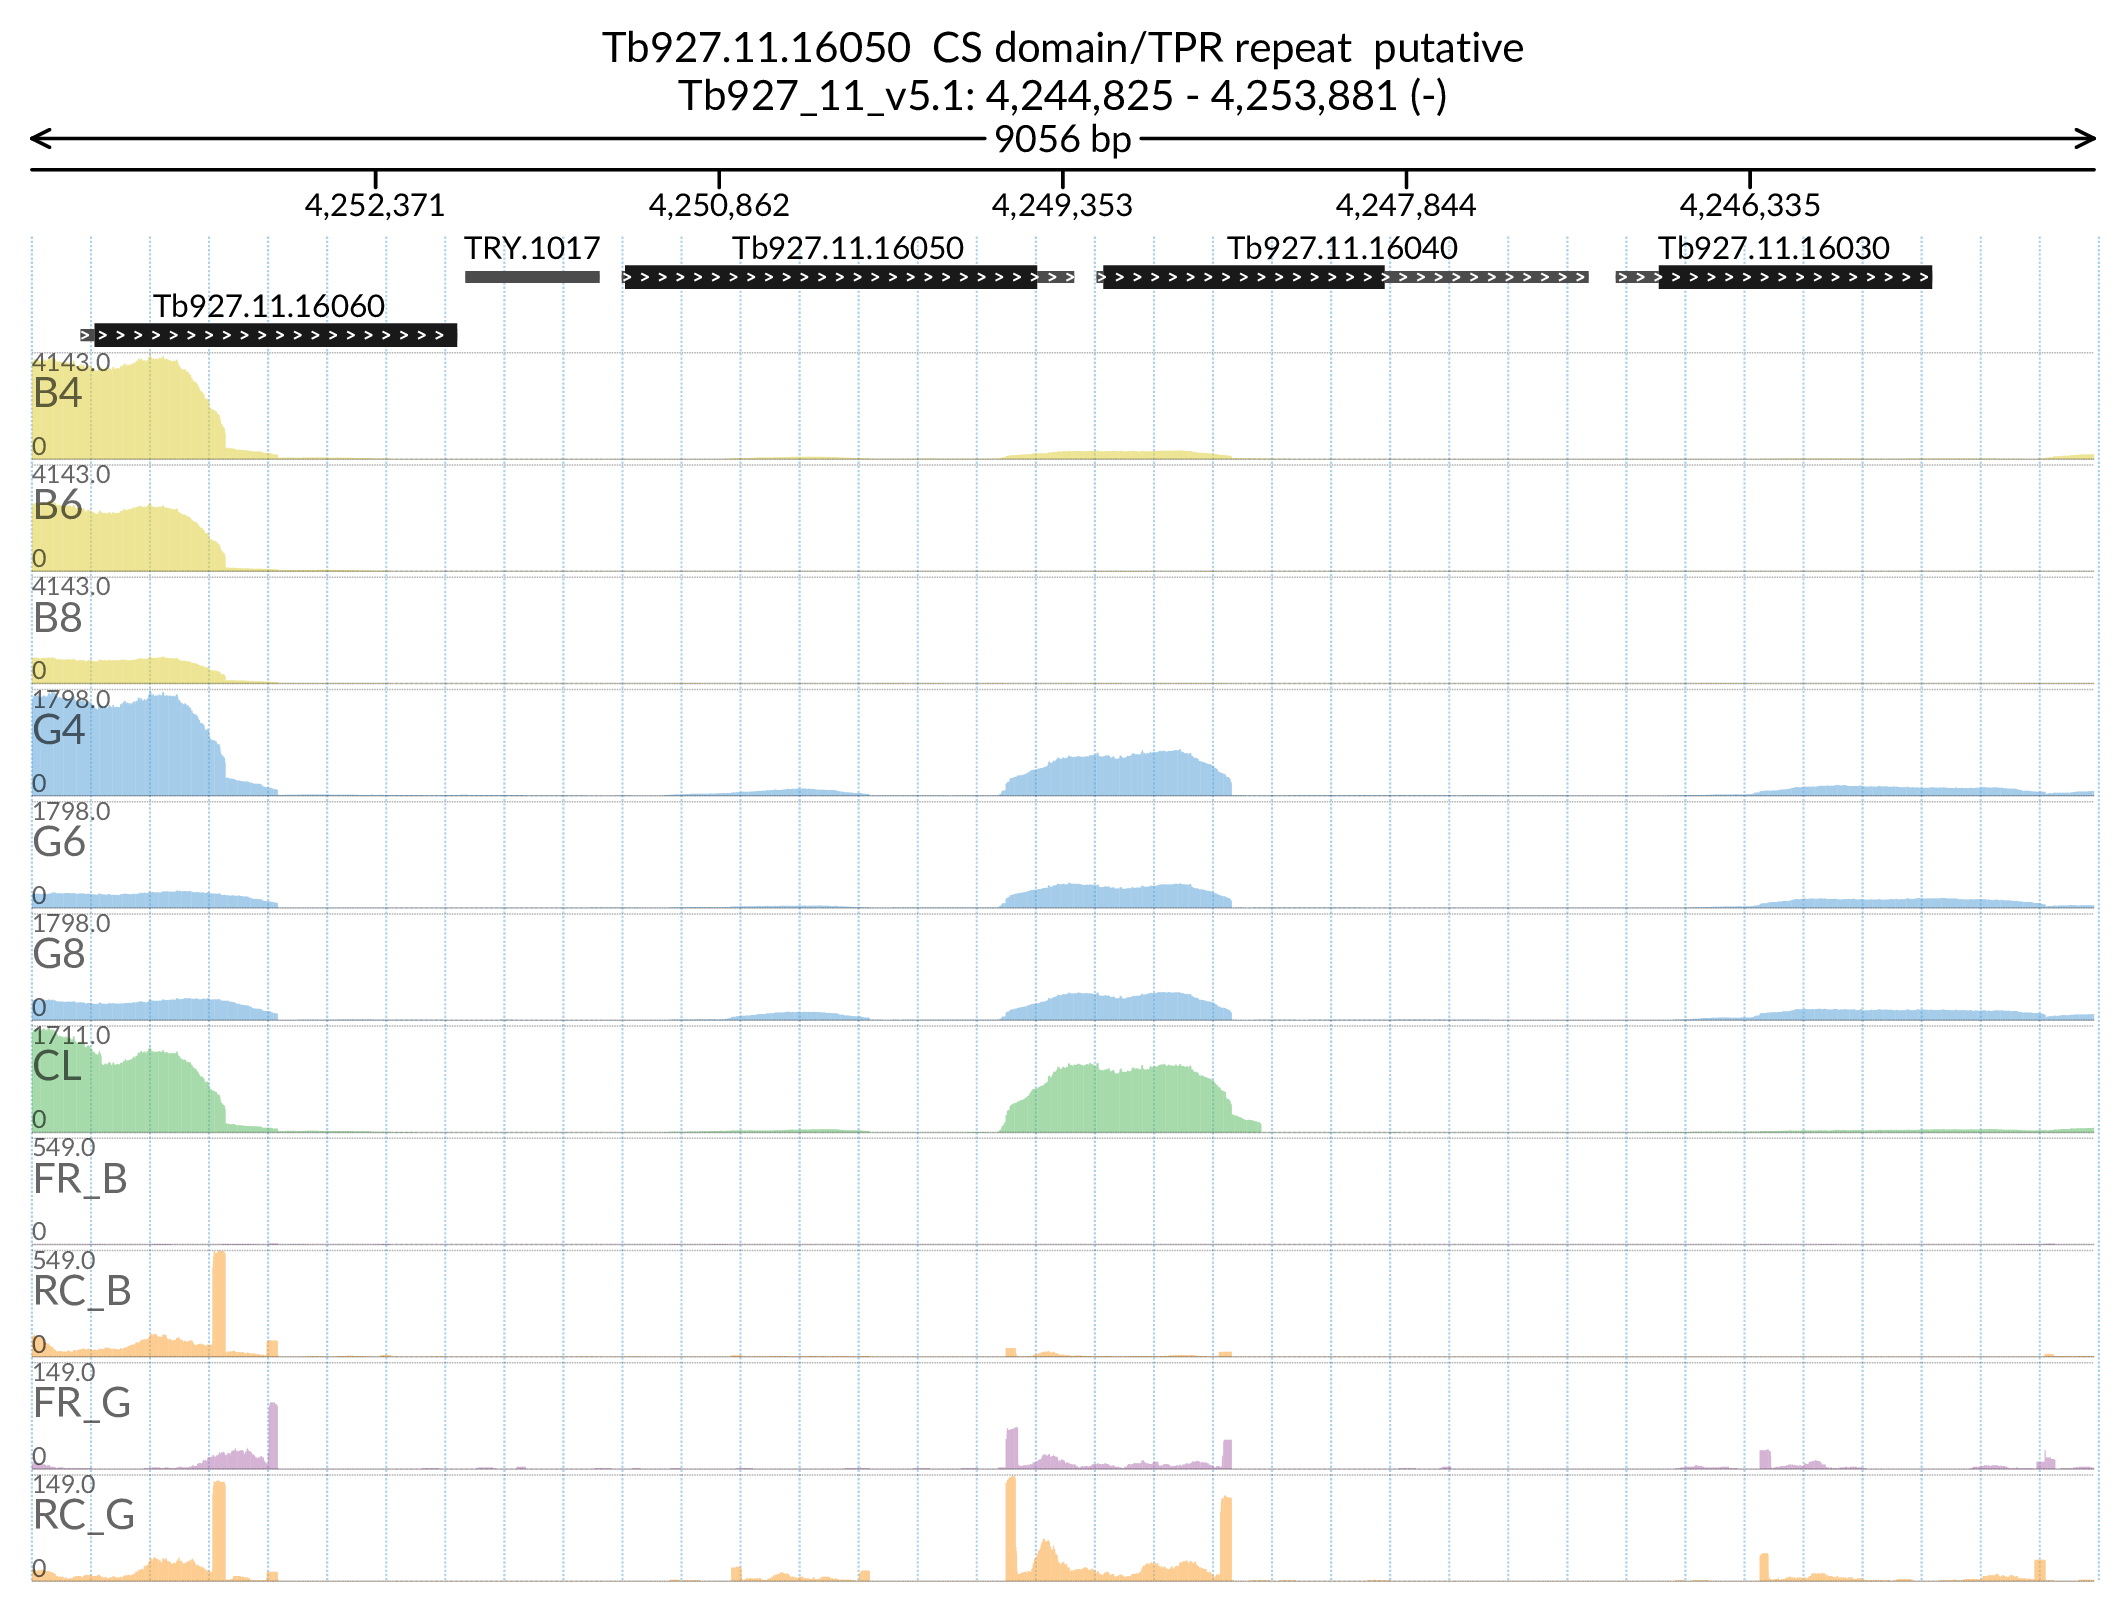 Tb927.11.16050  CS domain/TPR repeat  putative
Tb927_11_v5.1: 4,244,825 - 4,253,881 (-)
9056 bp
4,252,371 4,250,862 4,249,353 4,247,844 4,246,335
TRY.1017 Tb927.11.16050 Tb927.11.16040 Tb927.11.16030
Tb927.11.16060
4143.0
B4
0
4143.0
B6
0
4143.0
B8
0
1798.0
G4
0
1798.0
G6
0
1798.0
G8
0
1711.0
CL
0
549.0
FR_B
0
549.0
RC_B
0
149.0
FR_G
0
149.0
RC_G
0